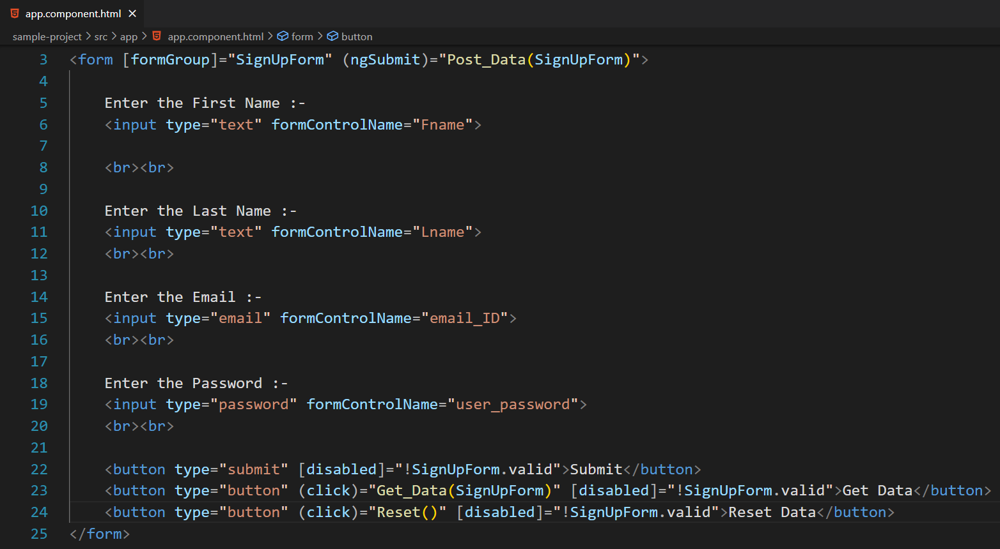 app.component.html ×
sample-project > src > app > app.component.html > form > button
3 <form [formGroup]="SignUpForm" (ngSubmit)="Post_Data(SignUpForm)">
4
5 Enter the First Name :-
6 <input type="text" formControlName="Fname">
7
8 <br><br>
9
10 Enter the Last Name :-
11 <input type="text" formControlName="Lname">
12 <br><br>
13
14 Enter the Email :-
15 <input type="email" formControlName="email_ID">
16 <br><br>
17
18 Enter the Password :-
19 <input type="password" formControlName="user_password">
20 <br><br>
21
22 <button type="submit" [disabled]="!SignUpForm.valid">Submit</button>
23 <button type="button" (click)="Get_Data(SignUpForm)" [disabled]="!SignUpForm.valid">Get Data</button>
24 <button type="button" (click)="Reset()" [disabled]="!SignUpForm.valid">Reset Data</button>
25 </form>